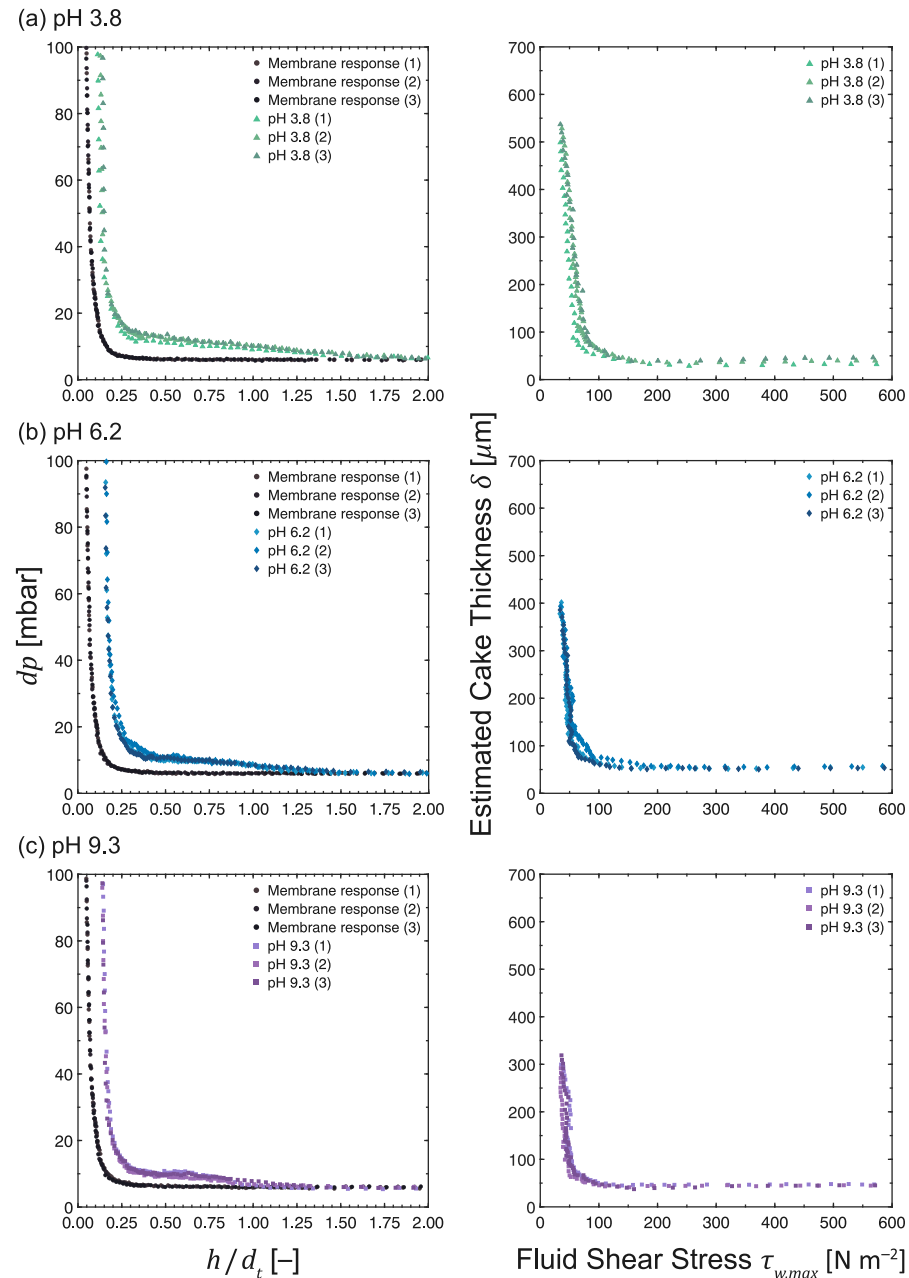 (a) pH 3.8
100
80
60
40
20
0
0.00 0.25 0.50 0.75 1.00 1.25 1.50 1.75 2.00
Membrane response (1)
Membrane response (2)
Membrane response (3)
pH 3.8 (1)
pH 3.8 (2)
pH 3.8 (3)
700
600
500
400
300
200
100
0
0 100 200 300 400 500 600
pH 3.8 (1)
pH 3.8 (2)
pH 3.8 (3)
(b) pH 6.2
100
80
60
40
20
0
0.00 0.25 0.50 0.75 1.00 1.25 1.50 1.75 2.00
Membrane response (1)
Membrane response (2)
Membrane response (3)
pH 6.2 (1)
pH 6.2 (2)
pH 6.2 (3)
dp [mbar]
Estimated Cake Thickness δ [μm]
700
600
500
400
300
200
100
0
0 100 200 300 400 500 600
pH 6.2 (1)
pH 6.2 (2)
pH 6.2 (3)
(c) pH 9.3
100
80
60
40
20
0
0.00 0.25 0.50 0.75 1.00 1.25 1.50 1.75 2.00
Membrane response (1)
Membrane response (2)
Membrane response (3)
pH 9.3 (1)
pH 9.3 (2)
pH 9.3 (3)
700
600
500
400
300
200
100
0
0 100 200 300 400 500 600
pH 9.3 (1)
pH 9.3 (2)
pH 9.3 (3)
h/d_t [–]
Fluid Shear Stress τ_w,max [N m⁻²]